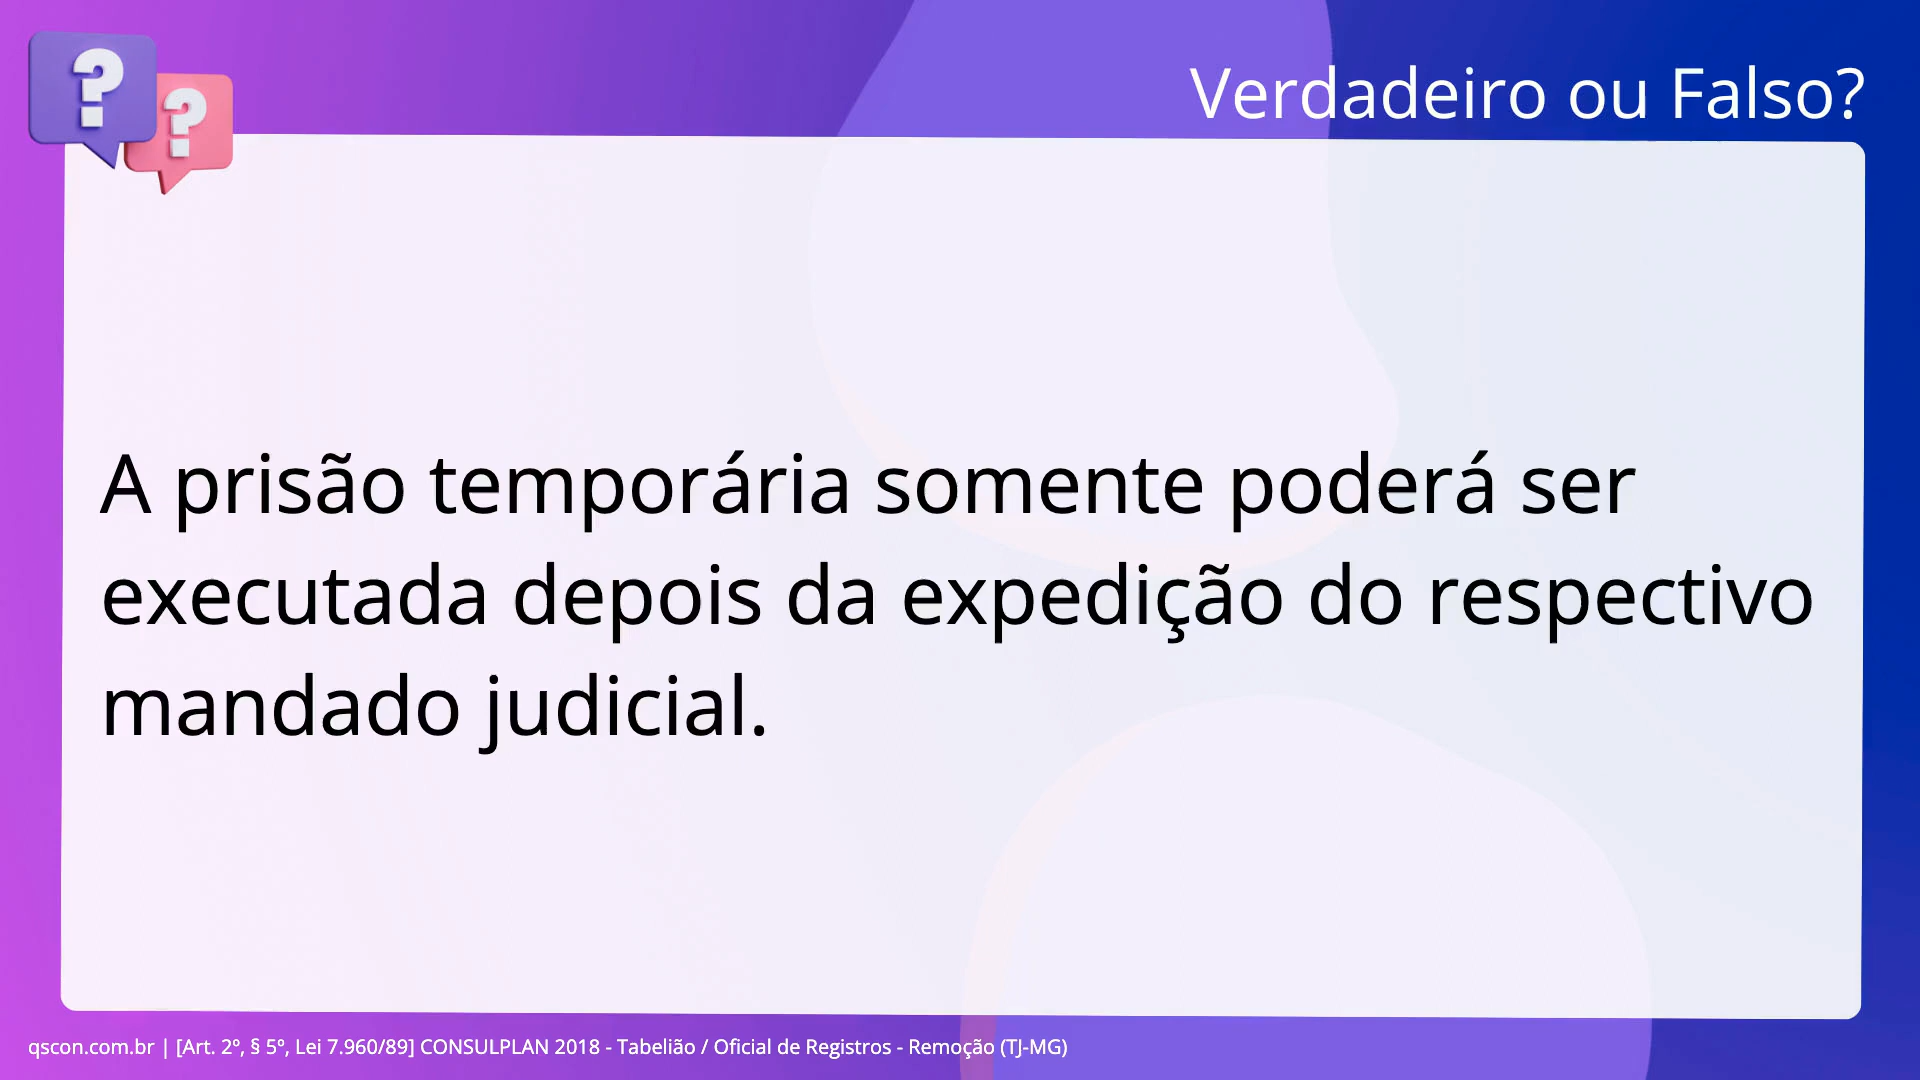 Verdadeiro ou Falso?
A prisão temporária somente poderá ser
executada depois da expedição do respectivo
mandado judicial.
qscon.com.br | [Art. 2º, § 5º, Lei 7.960/89] CONSULPLAN 2018 - Tabelião / Oficial de Registros - Remoção (TJ-MG)